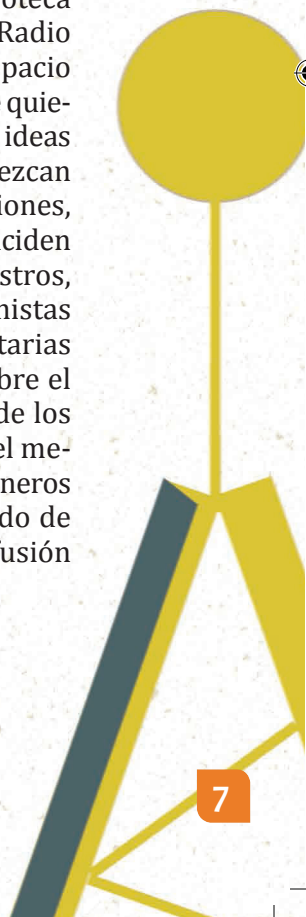 oteca
Radio
pacio
quie-
ideas
ezcan
iones,
ciden
stros,
nistas
tarias
bre el
de los
el me-
neros
do de
fusión
7